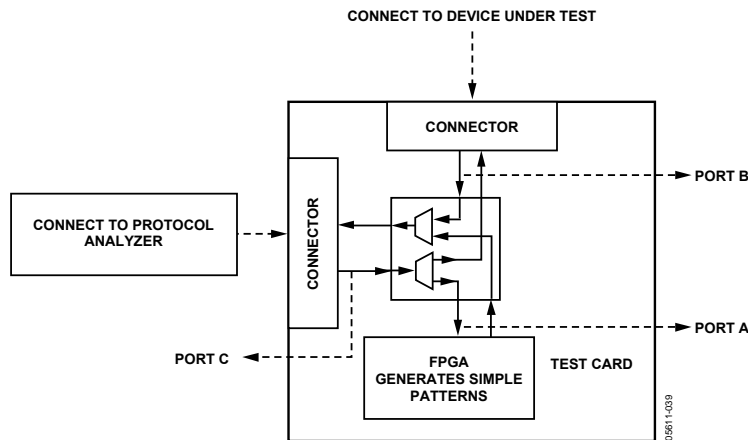 CONNECT TO DEVICE UNDER TEST
CONNECTOR
PORT B
CONNECT TO PROTOCOL
ANALYZER
CONNECTOR
PORT A
PORT C
FPGA
GENERATES SIMPLE
PATTERNS
TEST CARD
05611-039